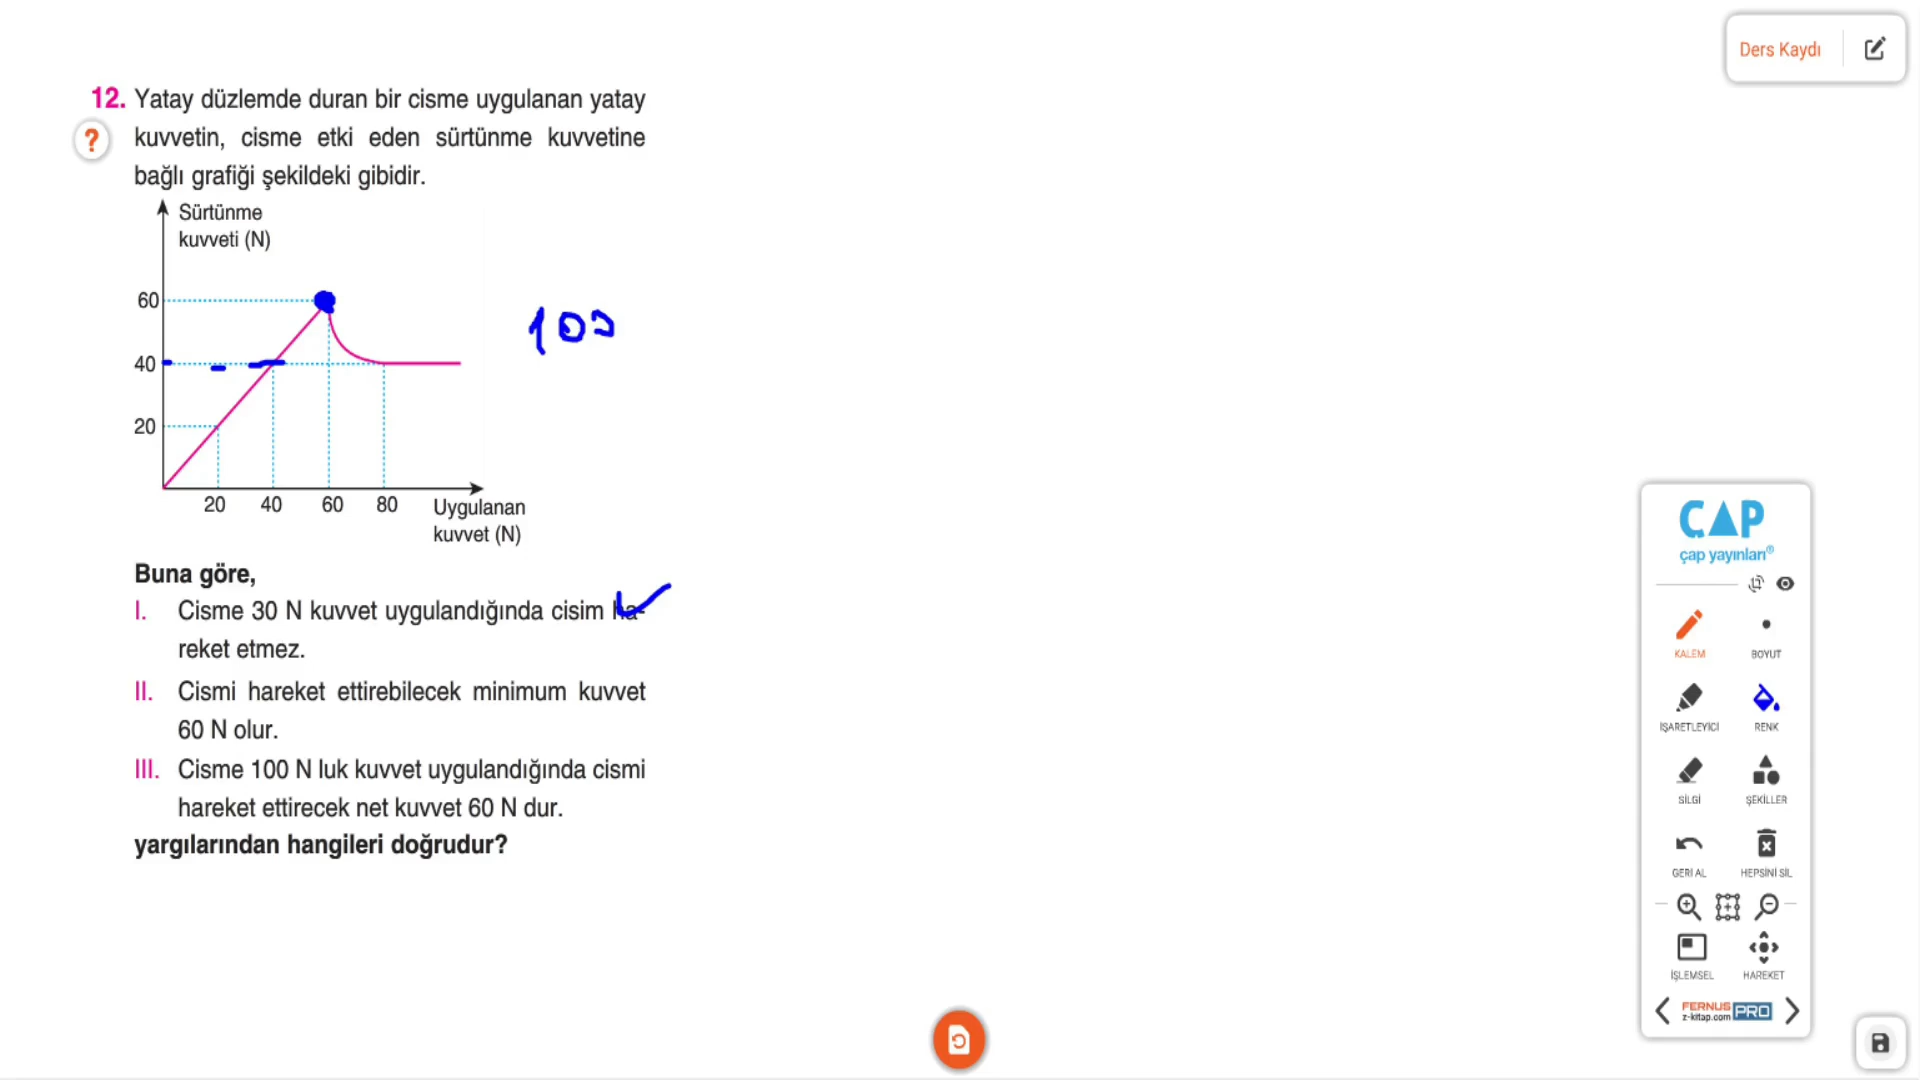 Ders Kaydı
12. Yatay düzlemde duran bir cisme uygulanan yatay
? kuvvetin, cisme etki eden sürtünme kuvvetine
bağlı grafiği şekildeki gibidir.
Sürtünme
kuvveti (N)
60
40
20
20 40 60 80
Uygulanan
kuvvet (N)
100
Buna göre,
I. Cisme 30 N kuvvet uygulandığında cisim ha-
reket etmez.
II. Cismi hareket ettirebilecek minimum kuvvet
60 N olur.
III. Cisme 100 N luk kuvvet uygulandığında cismi
hareket ettirecek net kuvvet 60 N dur.
yargılarından hangileri doğrudur?
ÇAP
çap yayınları®
KALEM BOYUT
İŞARETLEYİCİ RENK
SİLGİ ŞEKİLLER
GERİ AL HEPSİNİ SİL
İŞLEMSEL HAREKET
FERNUS PRO
z-kitap.com